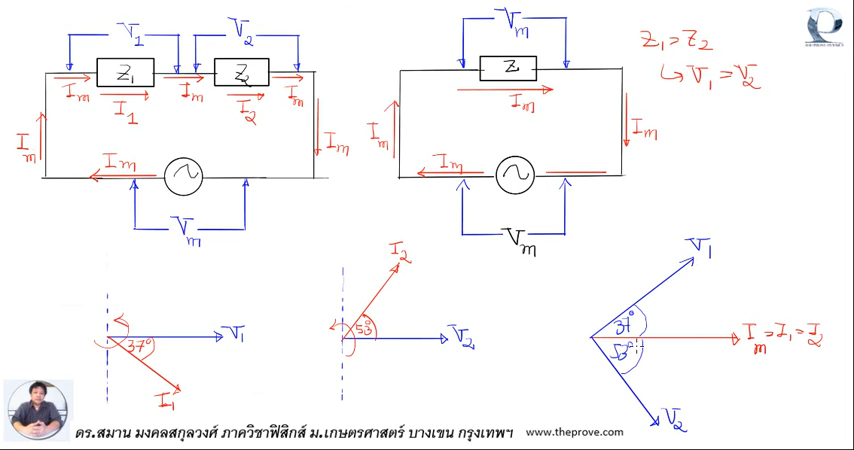 V₁ V₂
Z₁ Z₂
Iₘ I₁ Iₘ I₂ Iₘ
Iₘ Iₘ Iₘ
Vₘ
Vₘ
Z
Iₘ
Iₘ Iₘ Iₘ
Vₘ
Z₁ = Z₂
↳ V₁ = V₂
V₁
37°
I₁
I₂
53°
V₂
V₁
37°
Iₘ = I₁ = I₂
53°
V₂
ดร.สมาน มงคลสกุลวงศ์ ภาควิชาฟิสิกส์ ม.เกษตรศาสตร์ บางเขน กรุงเทพฯ www.theprove.com